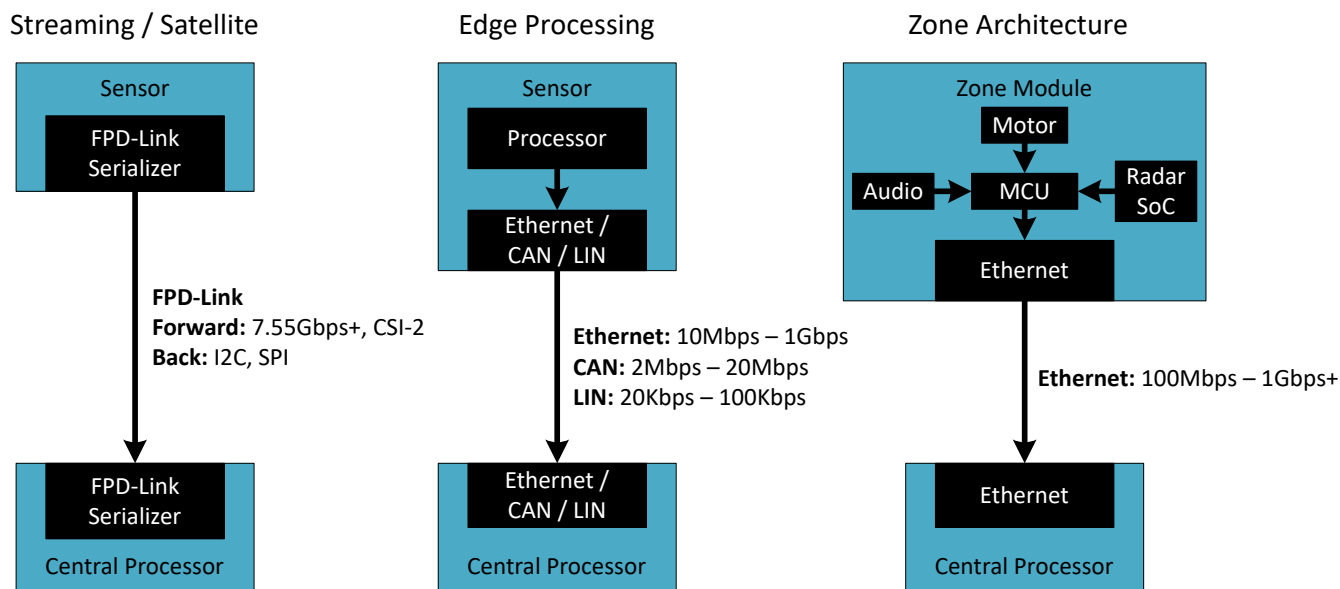 Streaming / Satellite
Sensor
FPD-Link
Serializer
FPD-Link
Forward: 7.55Gbps+, CSI-2
Back: I2C, SPI
FPD-Link
Serializer
Central Processor
Edge Processing
Sensor
Processor
Ethernet /
CAN / LIN
Ethernet: 10Mbps – 1Gbps
CAN: 2Mbps – 20Mbps
LIN: 20Kbps – 100Kbps
Ethernet /
CAN / LIN
Central Processor
Zone Architecture
Zone Module
Motor
Audio
MCU
Radar
SoC
Ethernet
Ethernet: 100Mbps – 1Gbps+
Ethernet
Central Processor